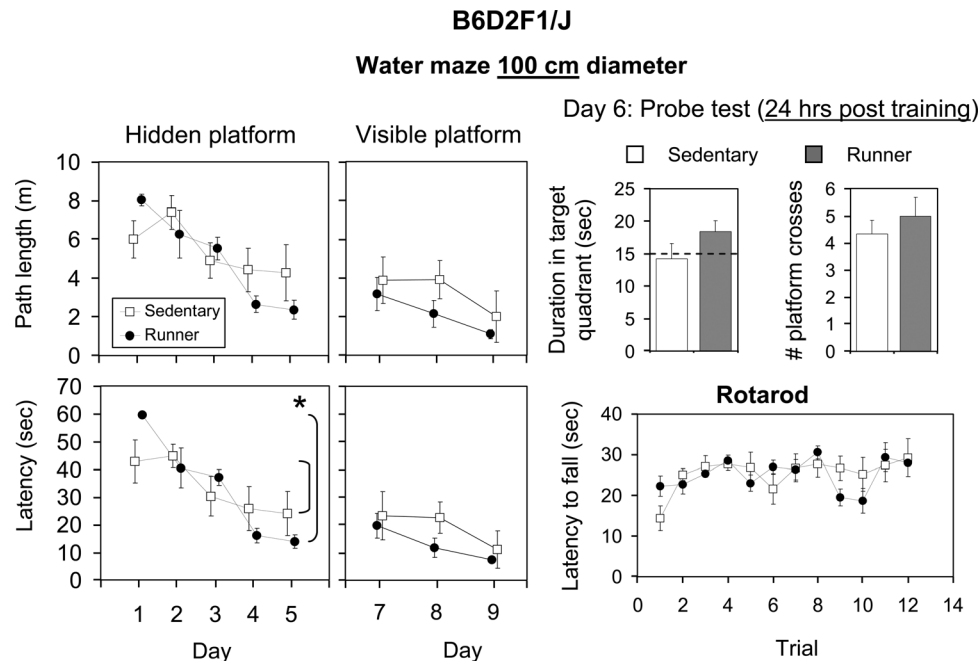 B6D2F1/J
Water maze 100 cm diameter
Day 6: Probe test (24 hrs post training)
Hidden platform
Visible platform
Sedentary
Runner
Path length (m)
10
8
6
4
2
0
Sedentary
Runner
Duration in target
quadrant (sec)
25
20
15
10
5
0
# platform crosses
6
5
4
3
2
1
0
Latency (sec)
70
60
50
40
30
20
10
0
*
1 2 3 4 5
Day
7 8 9
Day
Rotarod
Latency to fall (sec)
40
30
20
10
0
0 2 4 6 8 10 12 14
Trial